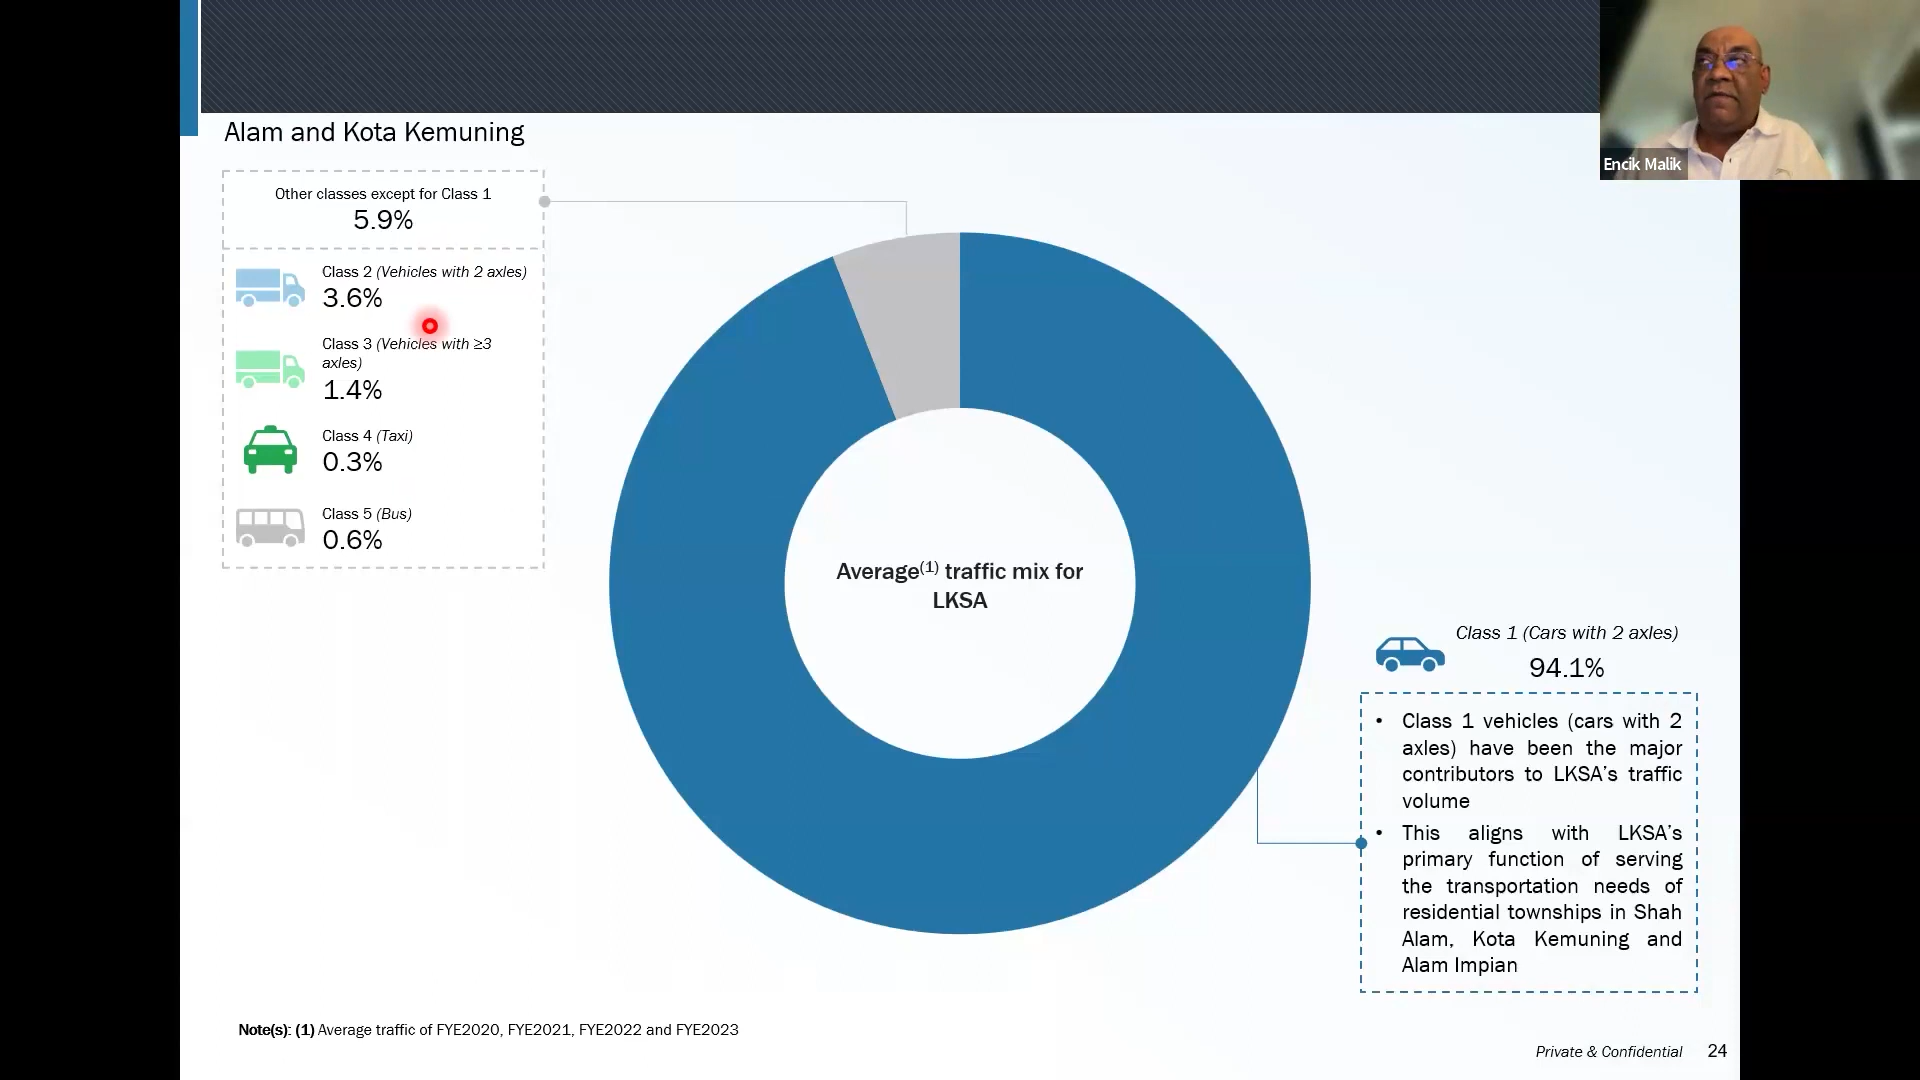 Encik Malik
Alam and Kota Kemuning
Other classes except for Class 1
5.9%
Class 2 (Vehicles with 2 axles)
3.6%
Class 3 (Vehicles with ≥3
axles)
1.4%
Class 4 (Taxi)
0.3%
Class 5 (Bus)
0.6%
Average(1) traffic mix for
LKSA
Class 1 (Cars with 2 axles)
94.1%
• Class 1 vehicles (cars with 2
axles) have been the major
contributors to LKSA’s traffic
volume
• This aligns with LKSA’s
primary function of serving
the transportation needs of
residential townships in Shah
Alam, Kota Kemuning and
Alam Impian
Note(s): (1) Average traffic of FYE2020, FYE2021, FYE2022 and FYE2023
Private & Confidential 24